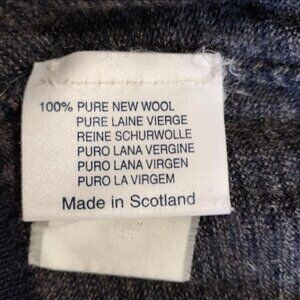 100% PURE NEW WOOL
PURE LAINE VIERGE
REINE SCHURWOLLE
PURO LANA VERGINE
PURO LANA VIRGEN
PURO LA VIRGEM
Made in Scotland